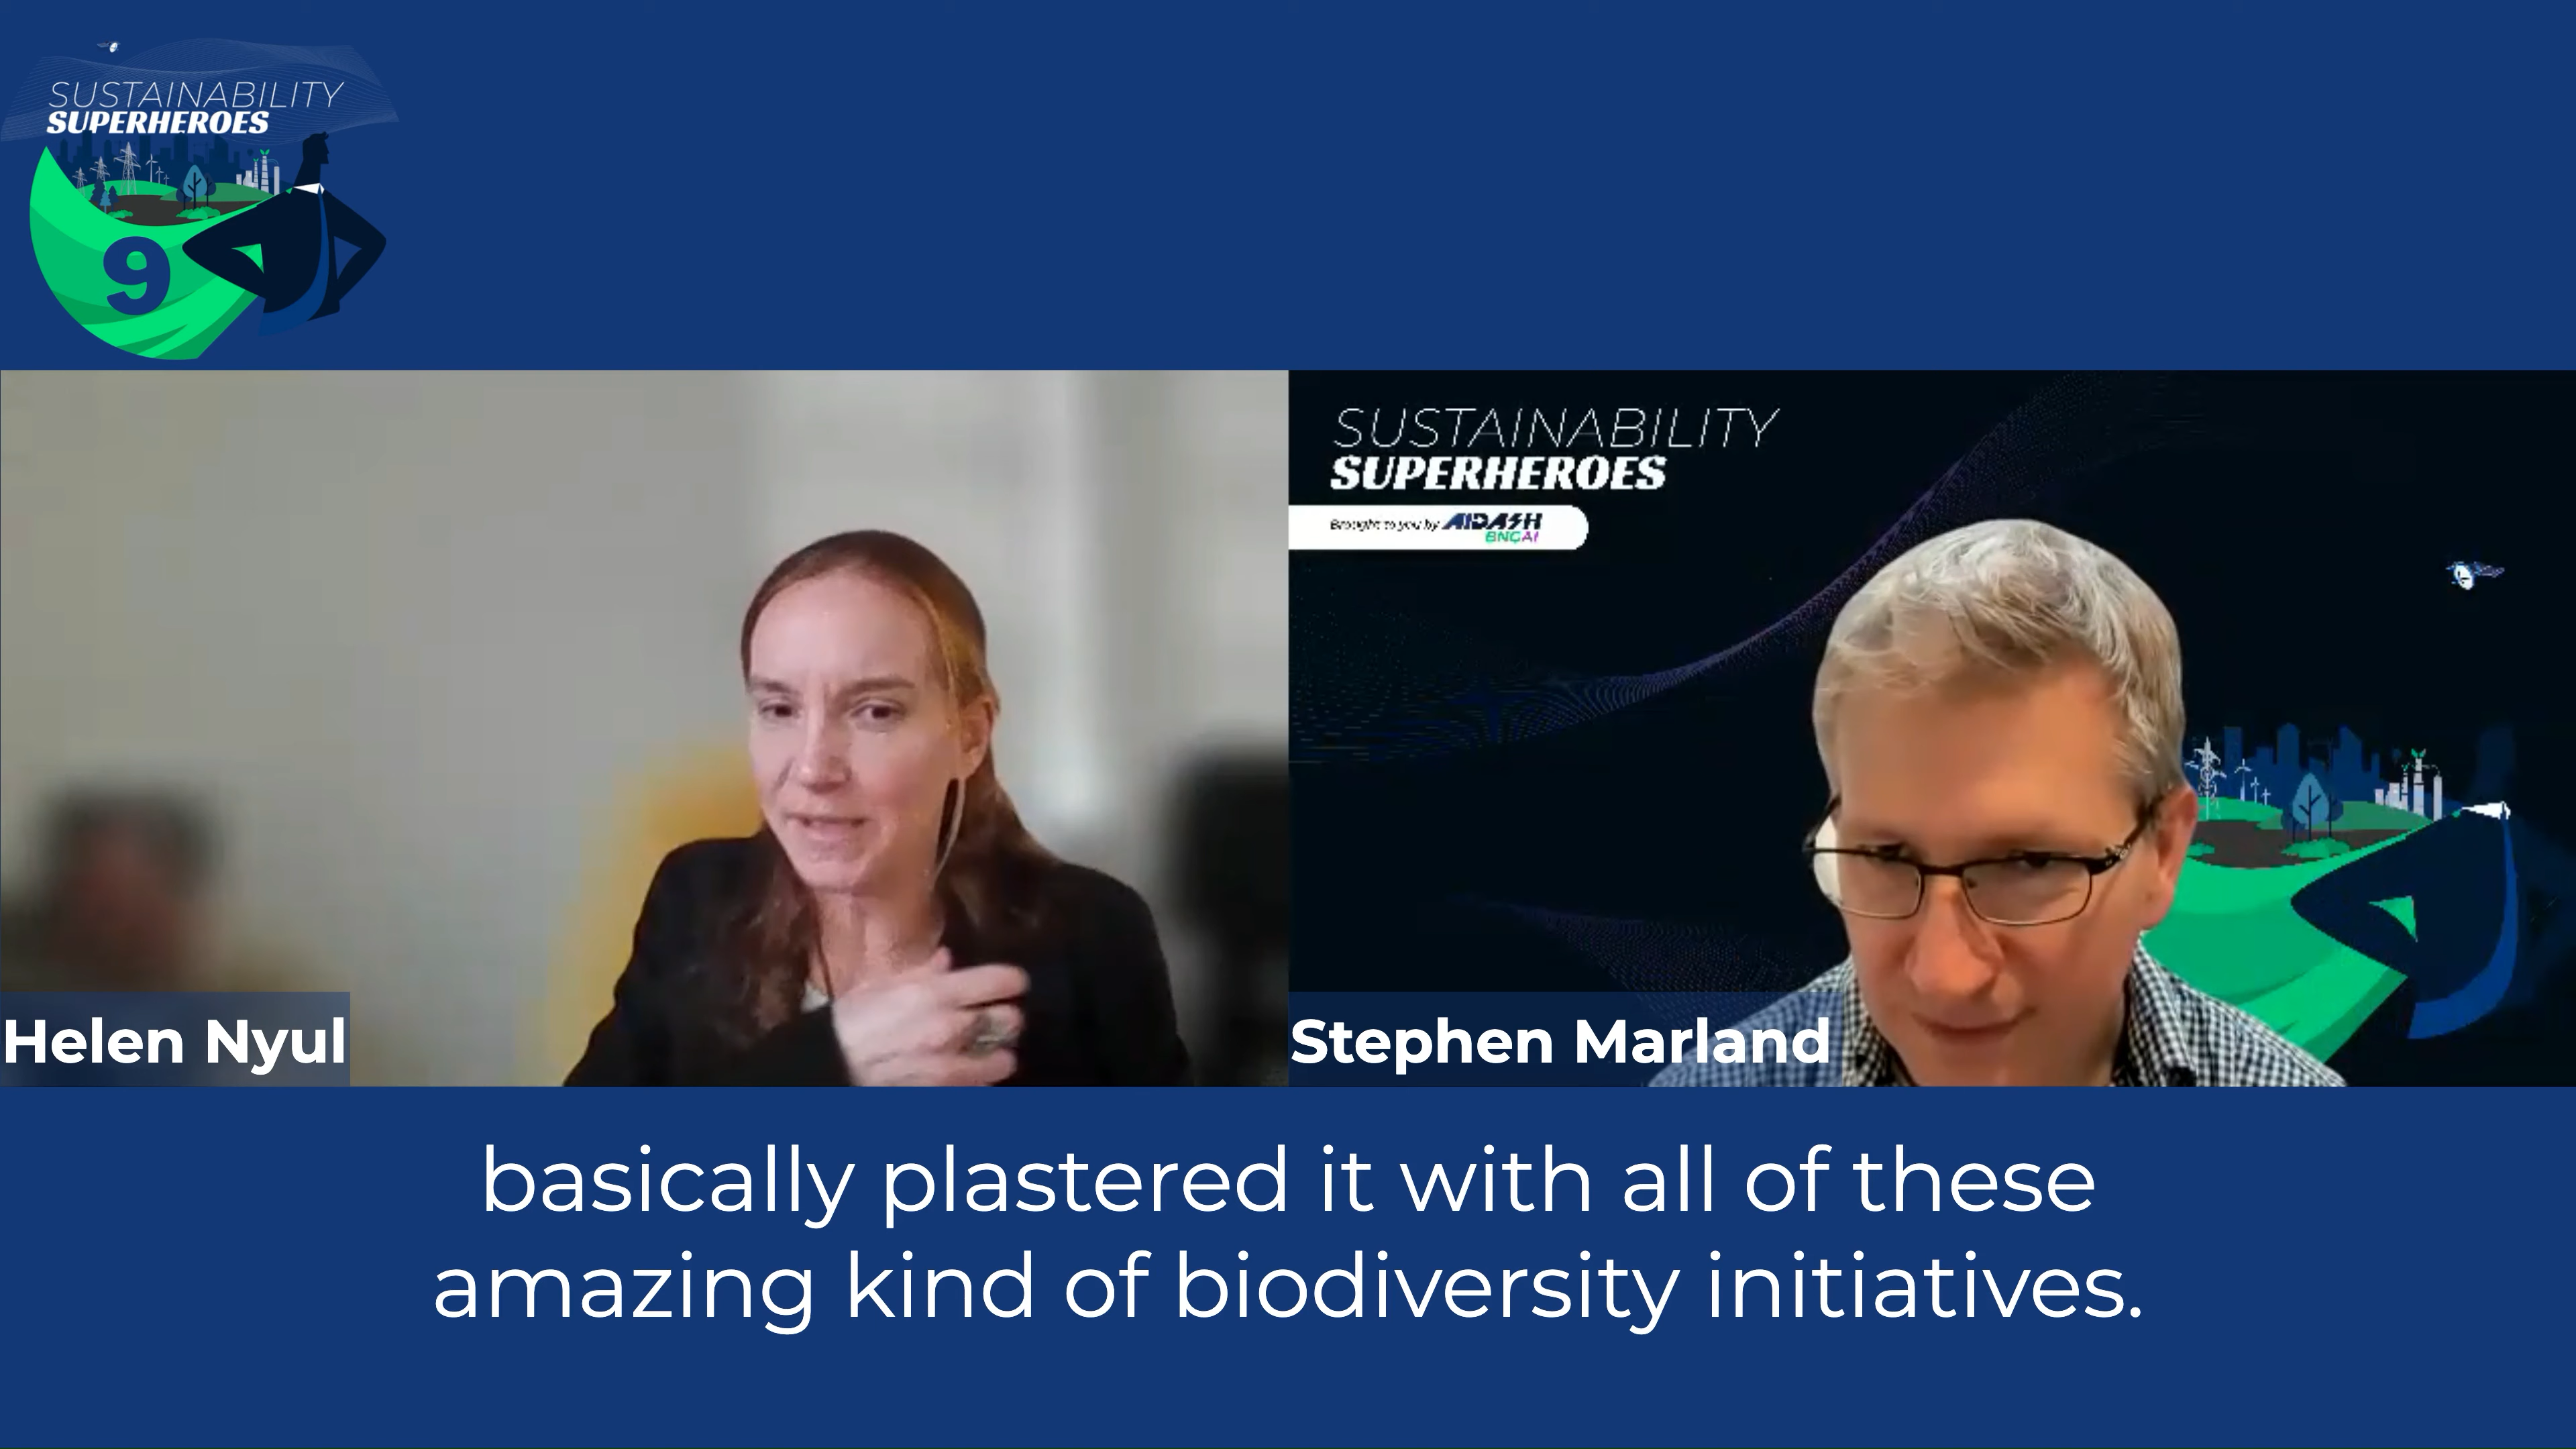 SUSTAINABILITY
SUPERHEROES
9
SUSTAINABILITY
SUPERHEROES
Brought to you by AIDASH
BNGAI
Helen Nyul
Stephen Marland
basically plastered it with all of these
amazing kind of biodiversity initiatives.